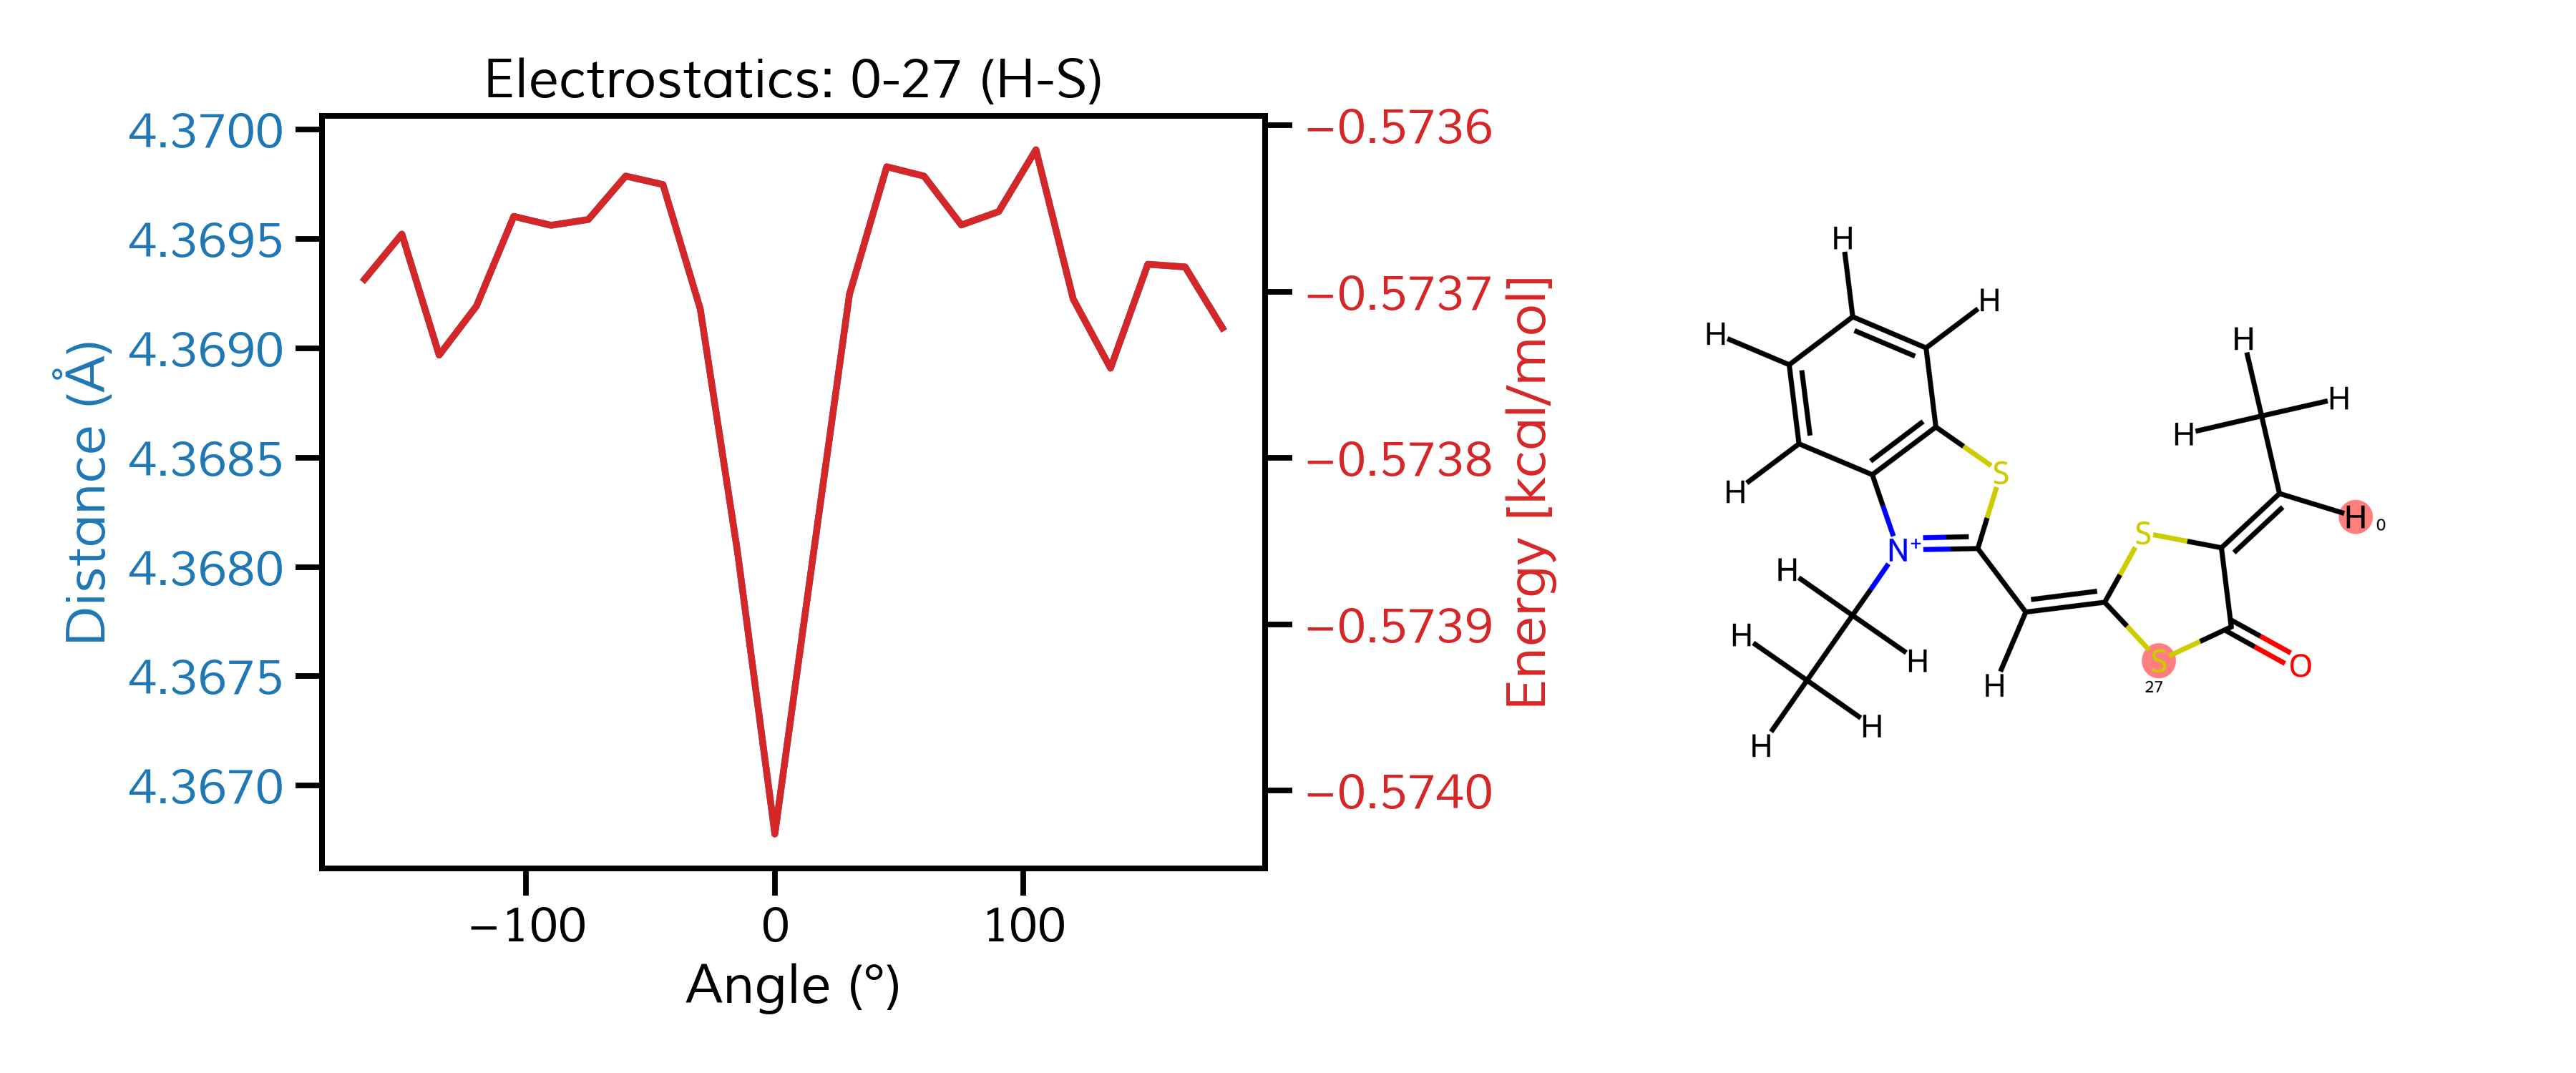 Electrostatics: 0-27 (H-S)
Distance (Å)
4.3700
4.3695
4.3690
4.3685
4.3680
4.3675
4.3670
−100
0
100
Angle (°)
−0.5736
−0.5737
−0.5738
−0.5739
−0.5740
Energy [kcal/mol]
H
H
H
H
H
H
H
H
S
H 0
S
N+
H
H
H
H
S
27
O
H
H